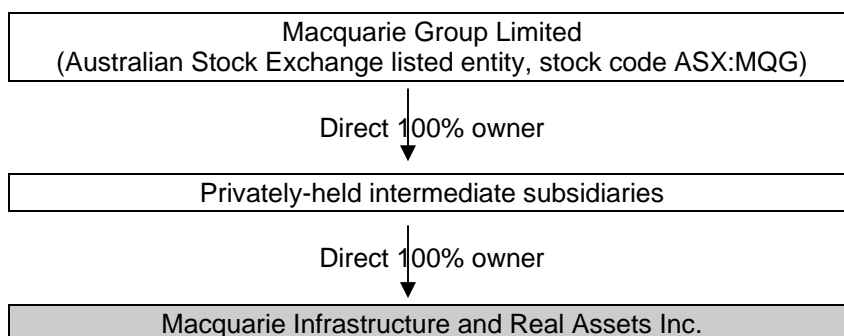 Macquarie Group Limited
(Australian Stock Exchange listed entity, stock code ASX:MQG)
Direct 100% owner
Privately-held intermediate subsidiaries
Direct 100% owner
Macquarie Infrastructure and Real Assets Inc.